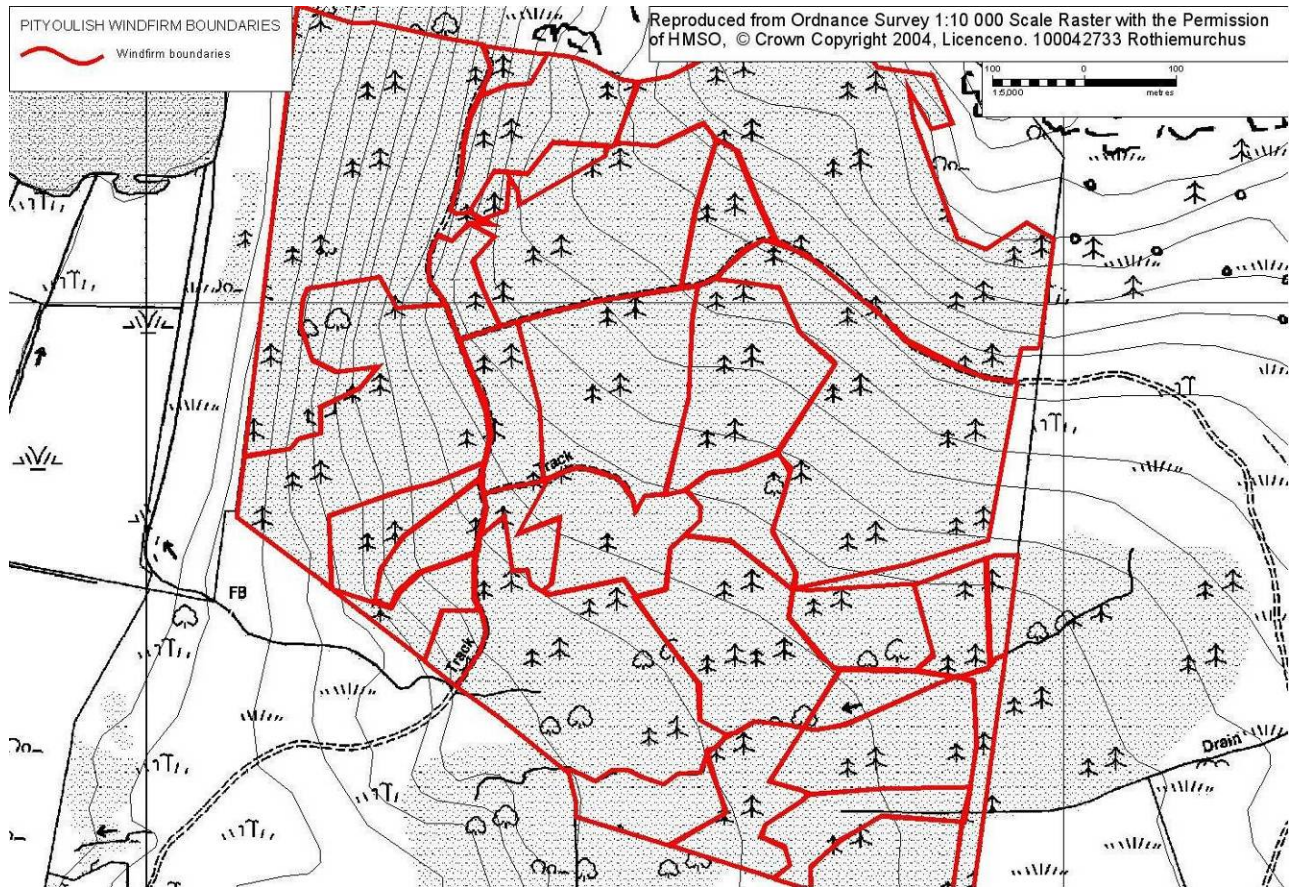 PITYOULISH WINDFIRM BOUNDARIES
Windfirm boundaries
Reproduced from Ordnance Survey 1:10 000 Scale Raster with the Permission
of HMSO, © Crown Copyright 2004, Licenceno. 100042733 Rothiemurchus
100 0 100
1:5,000 metres
Track
FB
Track
Drain